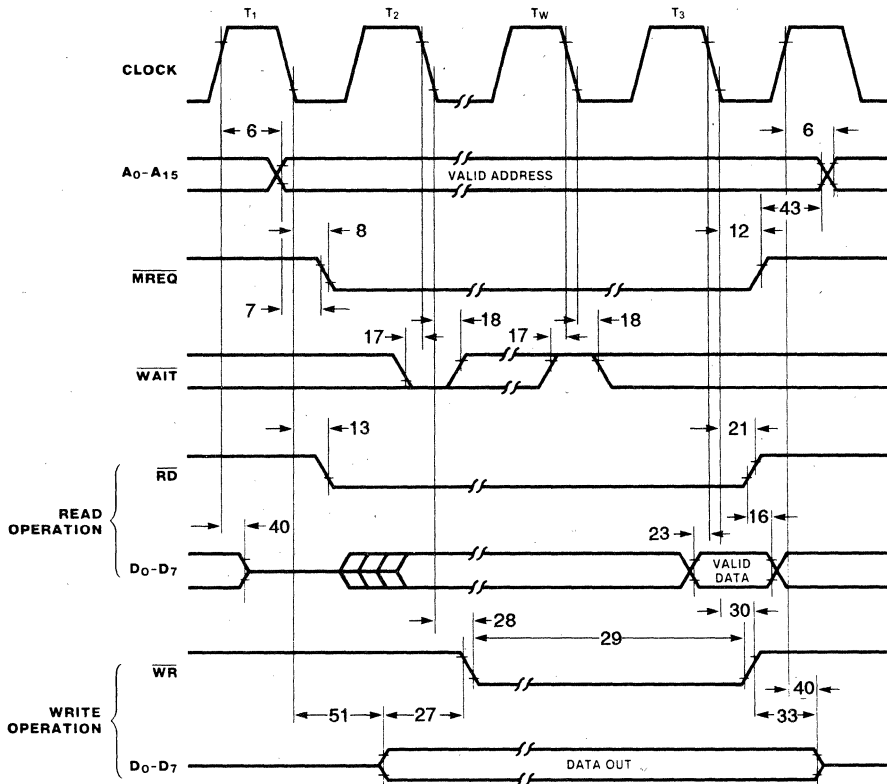 T1 T2 TW T3
CLOCK
6 6
A0-A15 VALID ADDRESS
43
8 12
MREQ
7
18 18
17 17
WAIT
13 21
RD
READ
OPERATION
40 23 16
D0-D7 VALID
DATA
30
28
29
WR
40
WRITE
OPERATION
51 27 33
D0-D7 DATA OUT